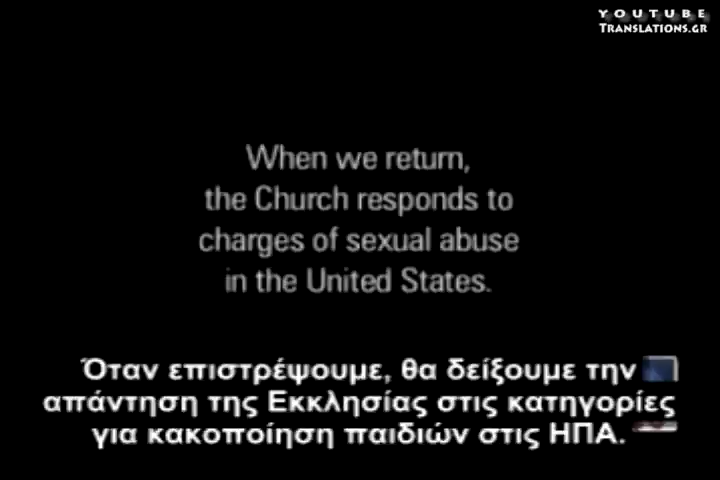 YOUTUBE
TRANSLATIONS.GR
When we return,
the Church responds to
charges of sexual abuse
in the United States.
Όταν επιστρέψουμε, θα δείξουμε την
απάντηση της Εκκλησίας στις κατηγορίες
για κακοποίηση παιδιών στις ΗΠΑ.